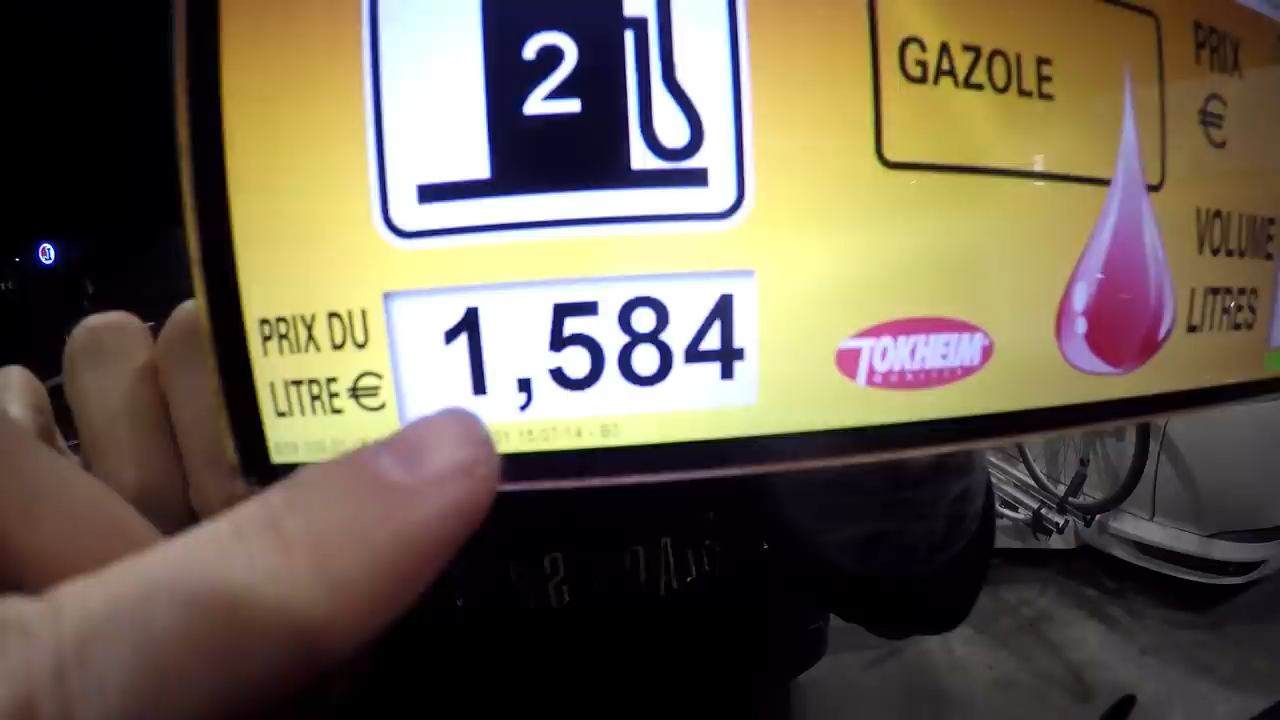 2
GAZOLE
PRIX
€
VOLUME
LITRES
PRIX DU
LITRE €
1,584
TOKHEIM